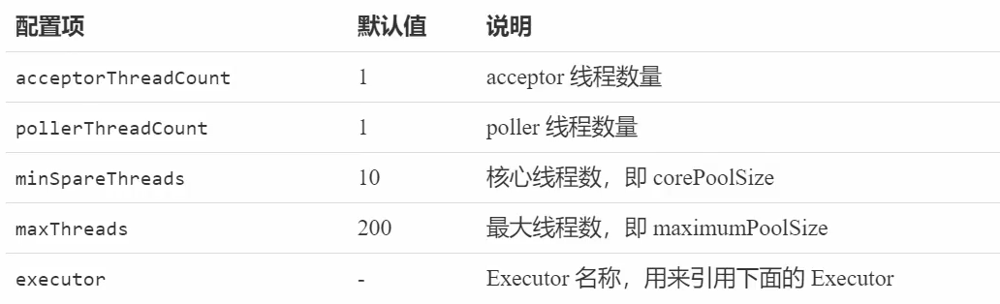 配置项 默认值 说明
acceptorThreadCount 1 acceptor 线程数量
pollerThreadCount 1 poller 线程数量
minSpareThreads 10 核心线程数，即 corePoolSize
maxThreads 200 最大线程数，即 maximumPoolSize
executor - Executor 名称，用来引用下面的 Executor